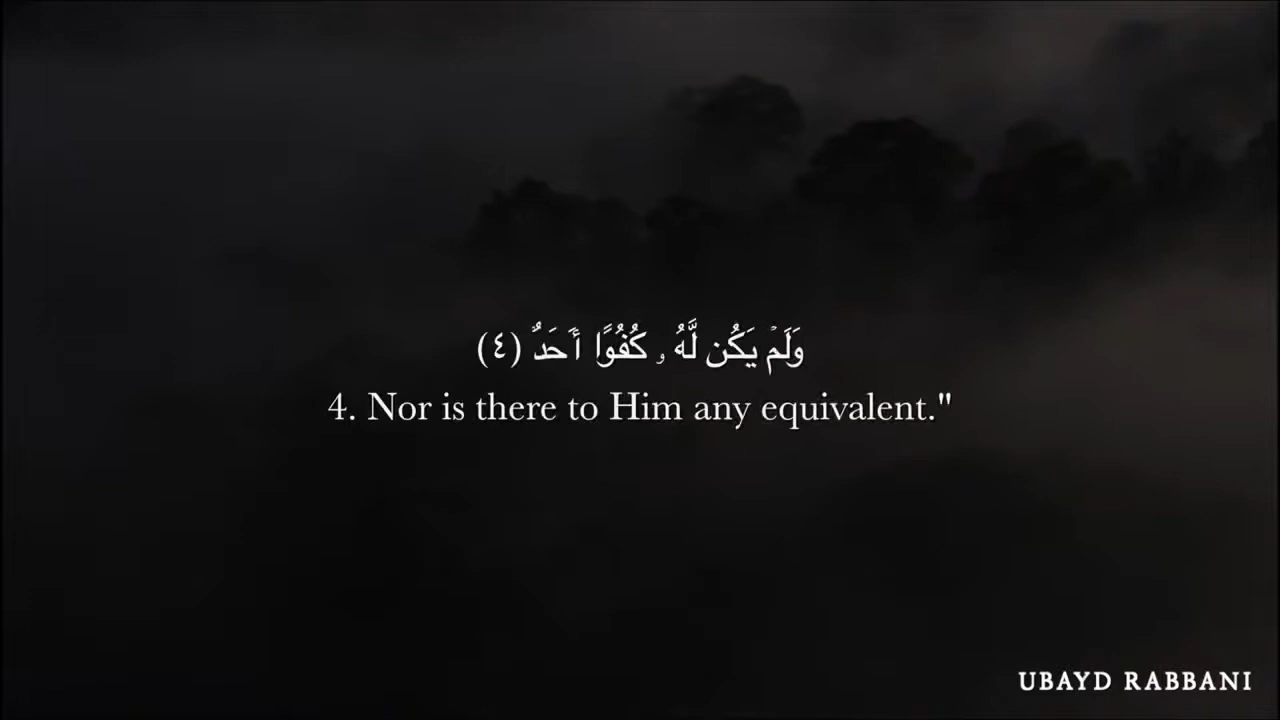 وَلَمۡ يَكُن لَّهُۥ كُفُوًا أَحَدٌۢ (٤)
4. Nor is there to Him any equivalent."
UBAYD RABBANI